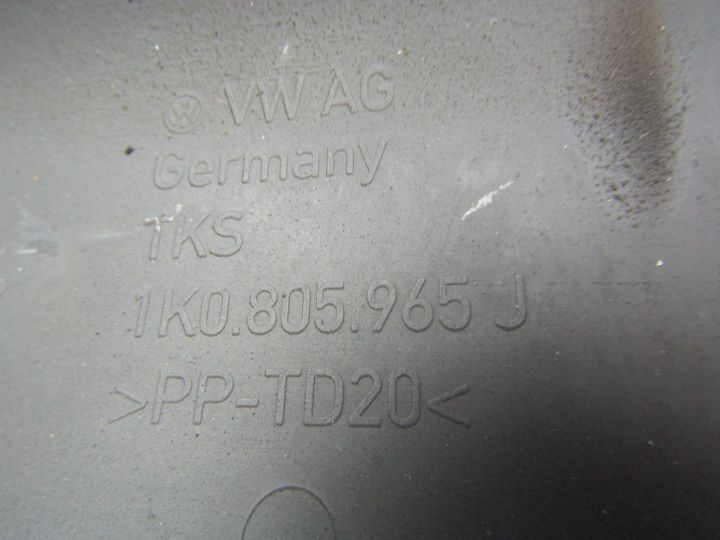 VW AG
Germany
TKS
1K0.805.965 J
>PP-TD20<